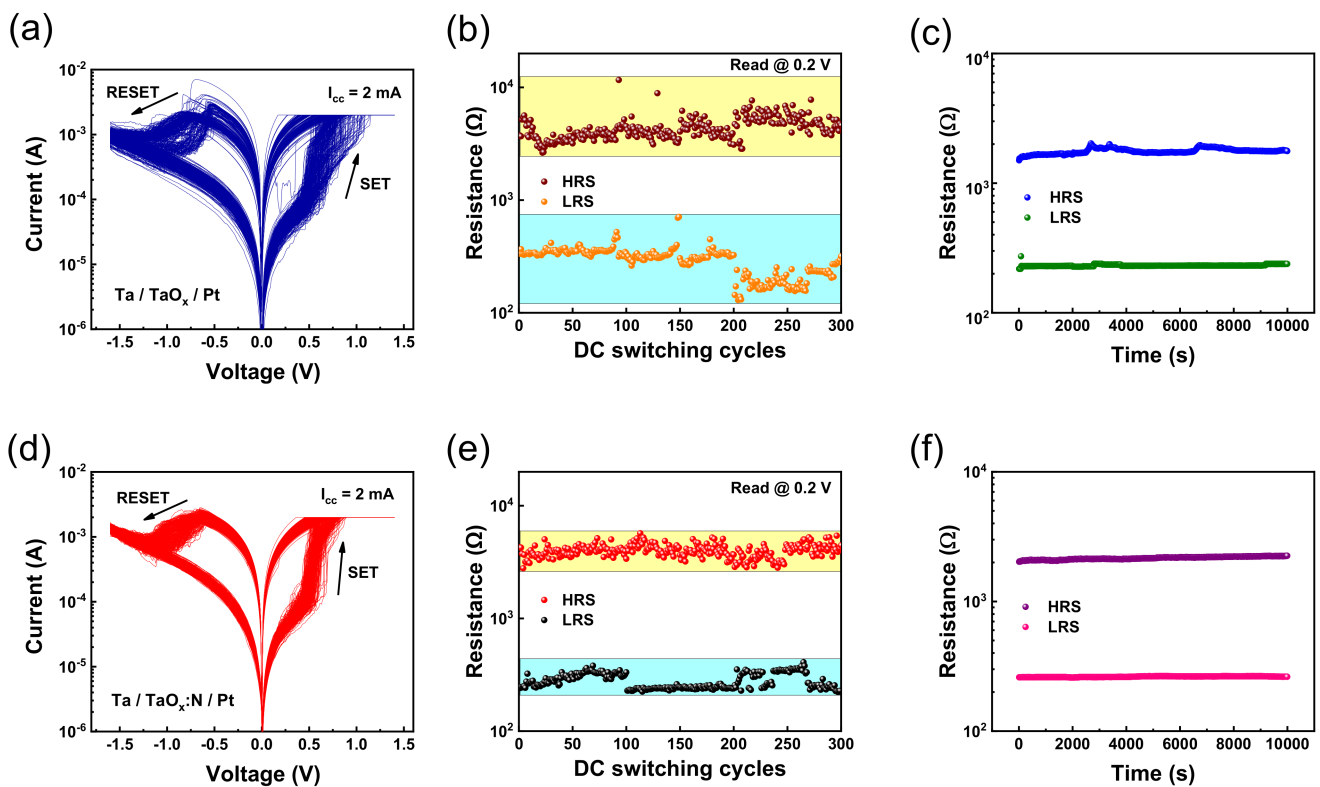 (a)
10⁻²
10⁻³
10⁻⁴
10⁻⁵
10⁻⁶
Current (A)
RESET
I_cc = 2 mA
SET
Ta / TaOₓ / Pt
-1.5 -1.0 -0.5 0.0 0.5 1.0 1.5
Voltage (V)
(b)
Read @ 0.2 V
10⁴
10³
10²
Resistance (Ω)
HRS
LRS
0 50 100 150 200 250 300
DC switching cycles
(c)
10⁴
10³
10²
Resistance (Ω)
HRS
LRS
0 2000 4000 6000 8000 10000
Time (s)
(d)
10⁻²
10⁻³
10⁻⁴
10⁻⁵
10⁻⁶
Current (A)
RESET
I_cc = 2 mA
SET
Ta / TaOₓ:N / Pt
-1.5 -1.0 -0.5 0.0 0.5 1.0 1.5
Voltage (V)
(e)
Read @ 0.2 V
10⁴
10³
10²
Resistance (Ω)
HRS
LRS
0 50 100 150 200 250 300
DC switching cycles
(f)
10⁴
10³
10²
Resistance (Ω)
HRS
LRS
0 2000 4000 6000 8000 10000
Time (s)